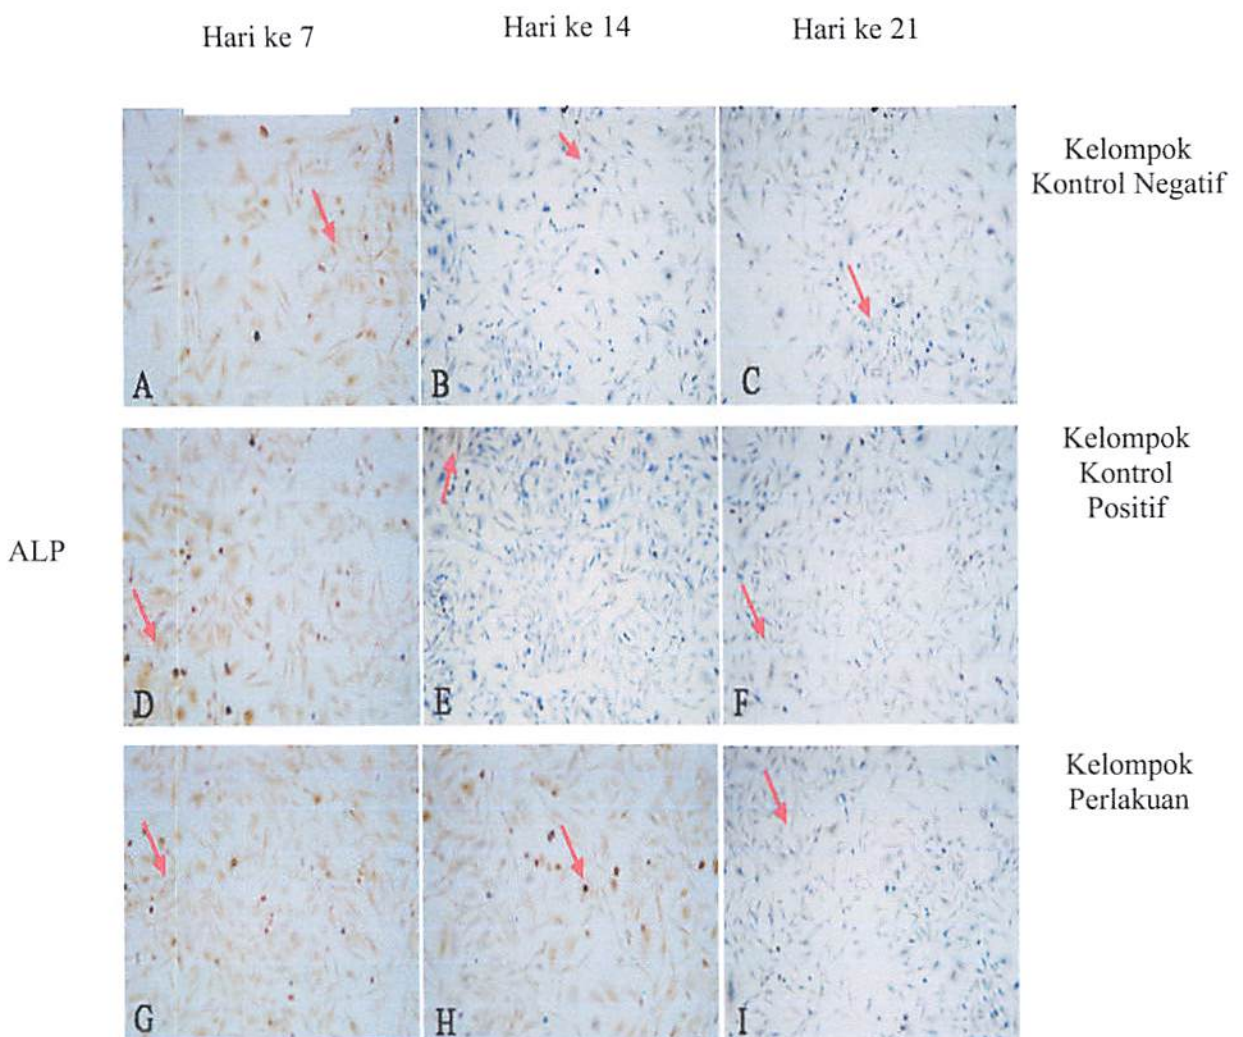 Hari ke 7
Hari ke 14
Hari ke 21
A
B
C
Kelompok
Kontrol Negatif
ALP
D
E
F
Kelompok
Kontrol
Positif
G
H
I
Kelompok
Perlakuan